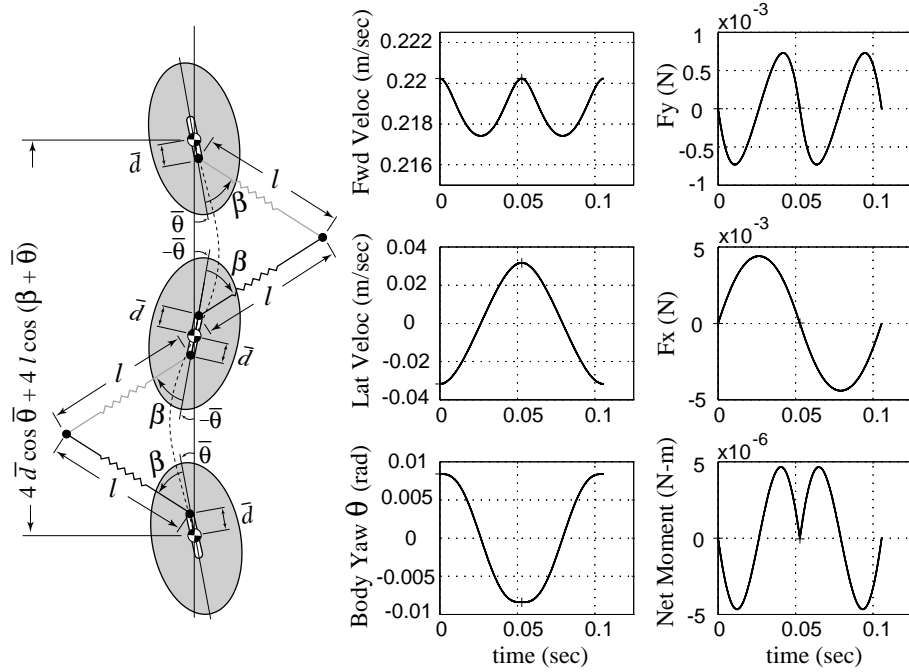 4 d̅ cos θ̅ + 4 l cos (β + θ̅)
d̅
l
β
θ̅
-θ̅
β
l
d̅
d̅
l
β
-θ̅
θ̅
β
l
d̅
Fwd Veloc (m/sec)
0.222
0.22
0.218
0.216
0 0.05 0.1
x10⁻³
Fy (N)
1
0.5
0
-0.5
-1
0 0.05 0.1
Lat Veloc (m/sec)
0.04
0.02
0
-0.02
-0.04
0 0.05 0.1
x10⁻³
Fx (N)
5
0
-5
0 0.05 0.1
Body Yaw θ (rad)
0.01
0.005
0
-0.005
-0.01
0 0.05 0.1
time (sec)
x10⁻⁶
Net Moment (N-m)
5
0
-5
0 0.05 0.1
time (sec)